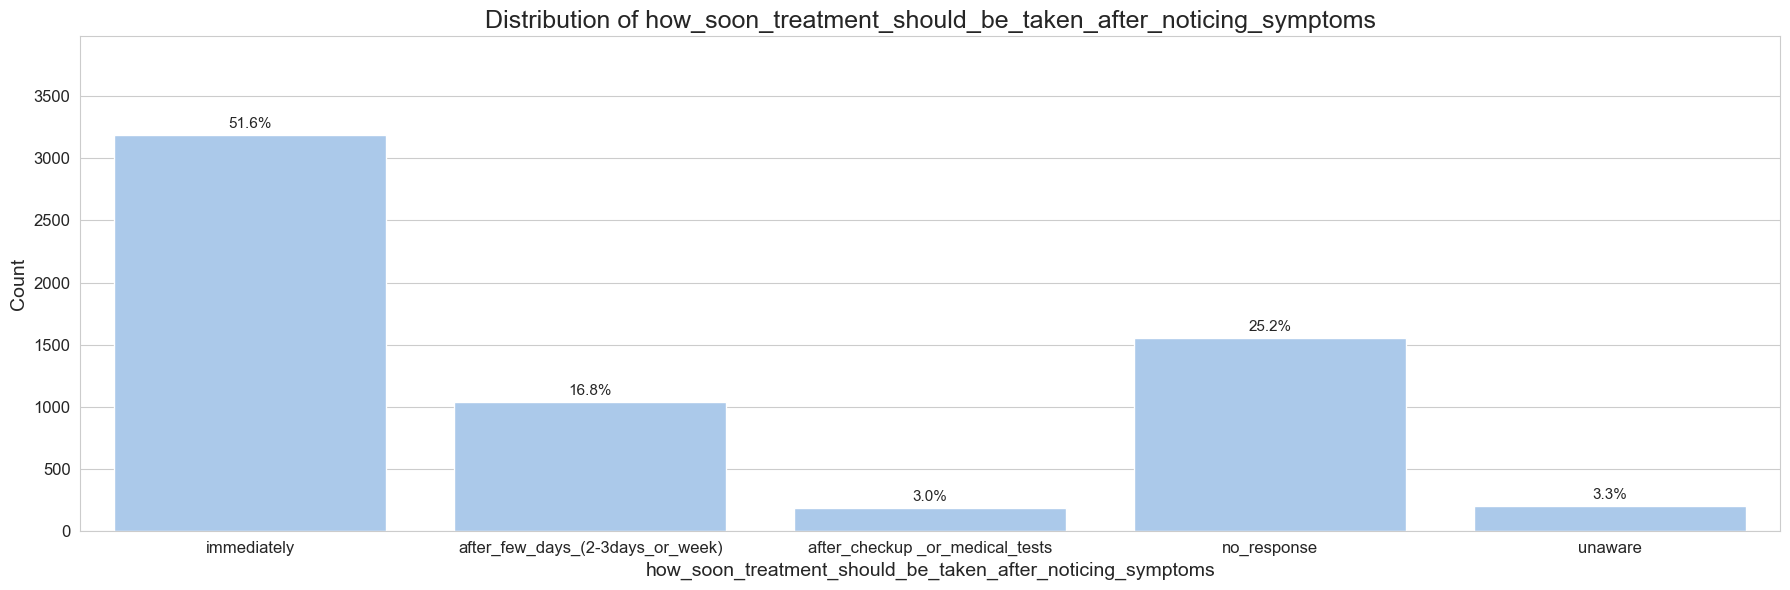 Distribution of how_soon_treatment_should_be_taken_after_noticing_symptoms
3500
3000
2500
2000
1500
1000
500
0
Count
51.6%
16.8%
3.0%
25.2%
3.3%
immediately
after_few_days_(2-3days_or_week)
after_checkup _or_medical_tests
no_response
unaware
how_soon_treatment_should_be_taken_after_noticing_symptoms